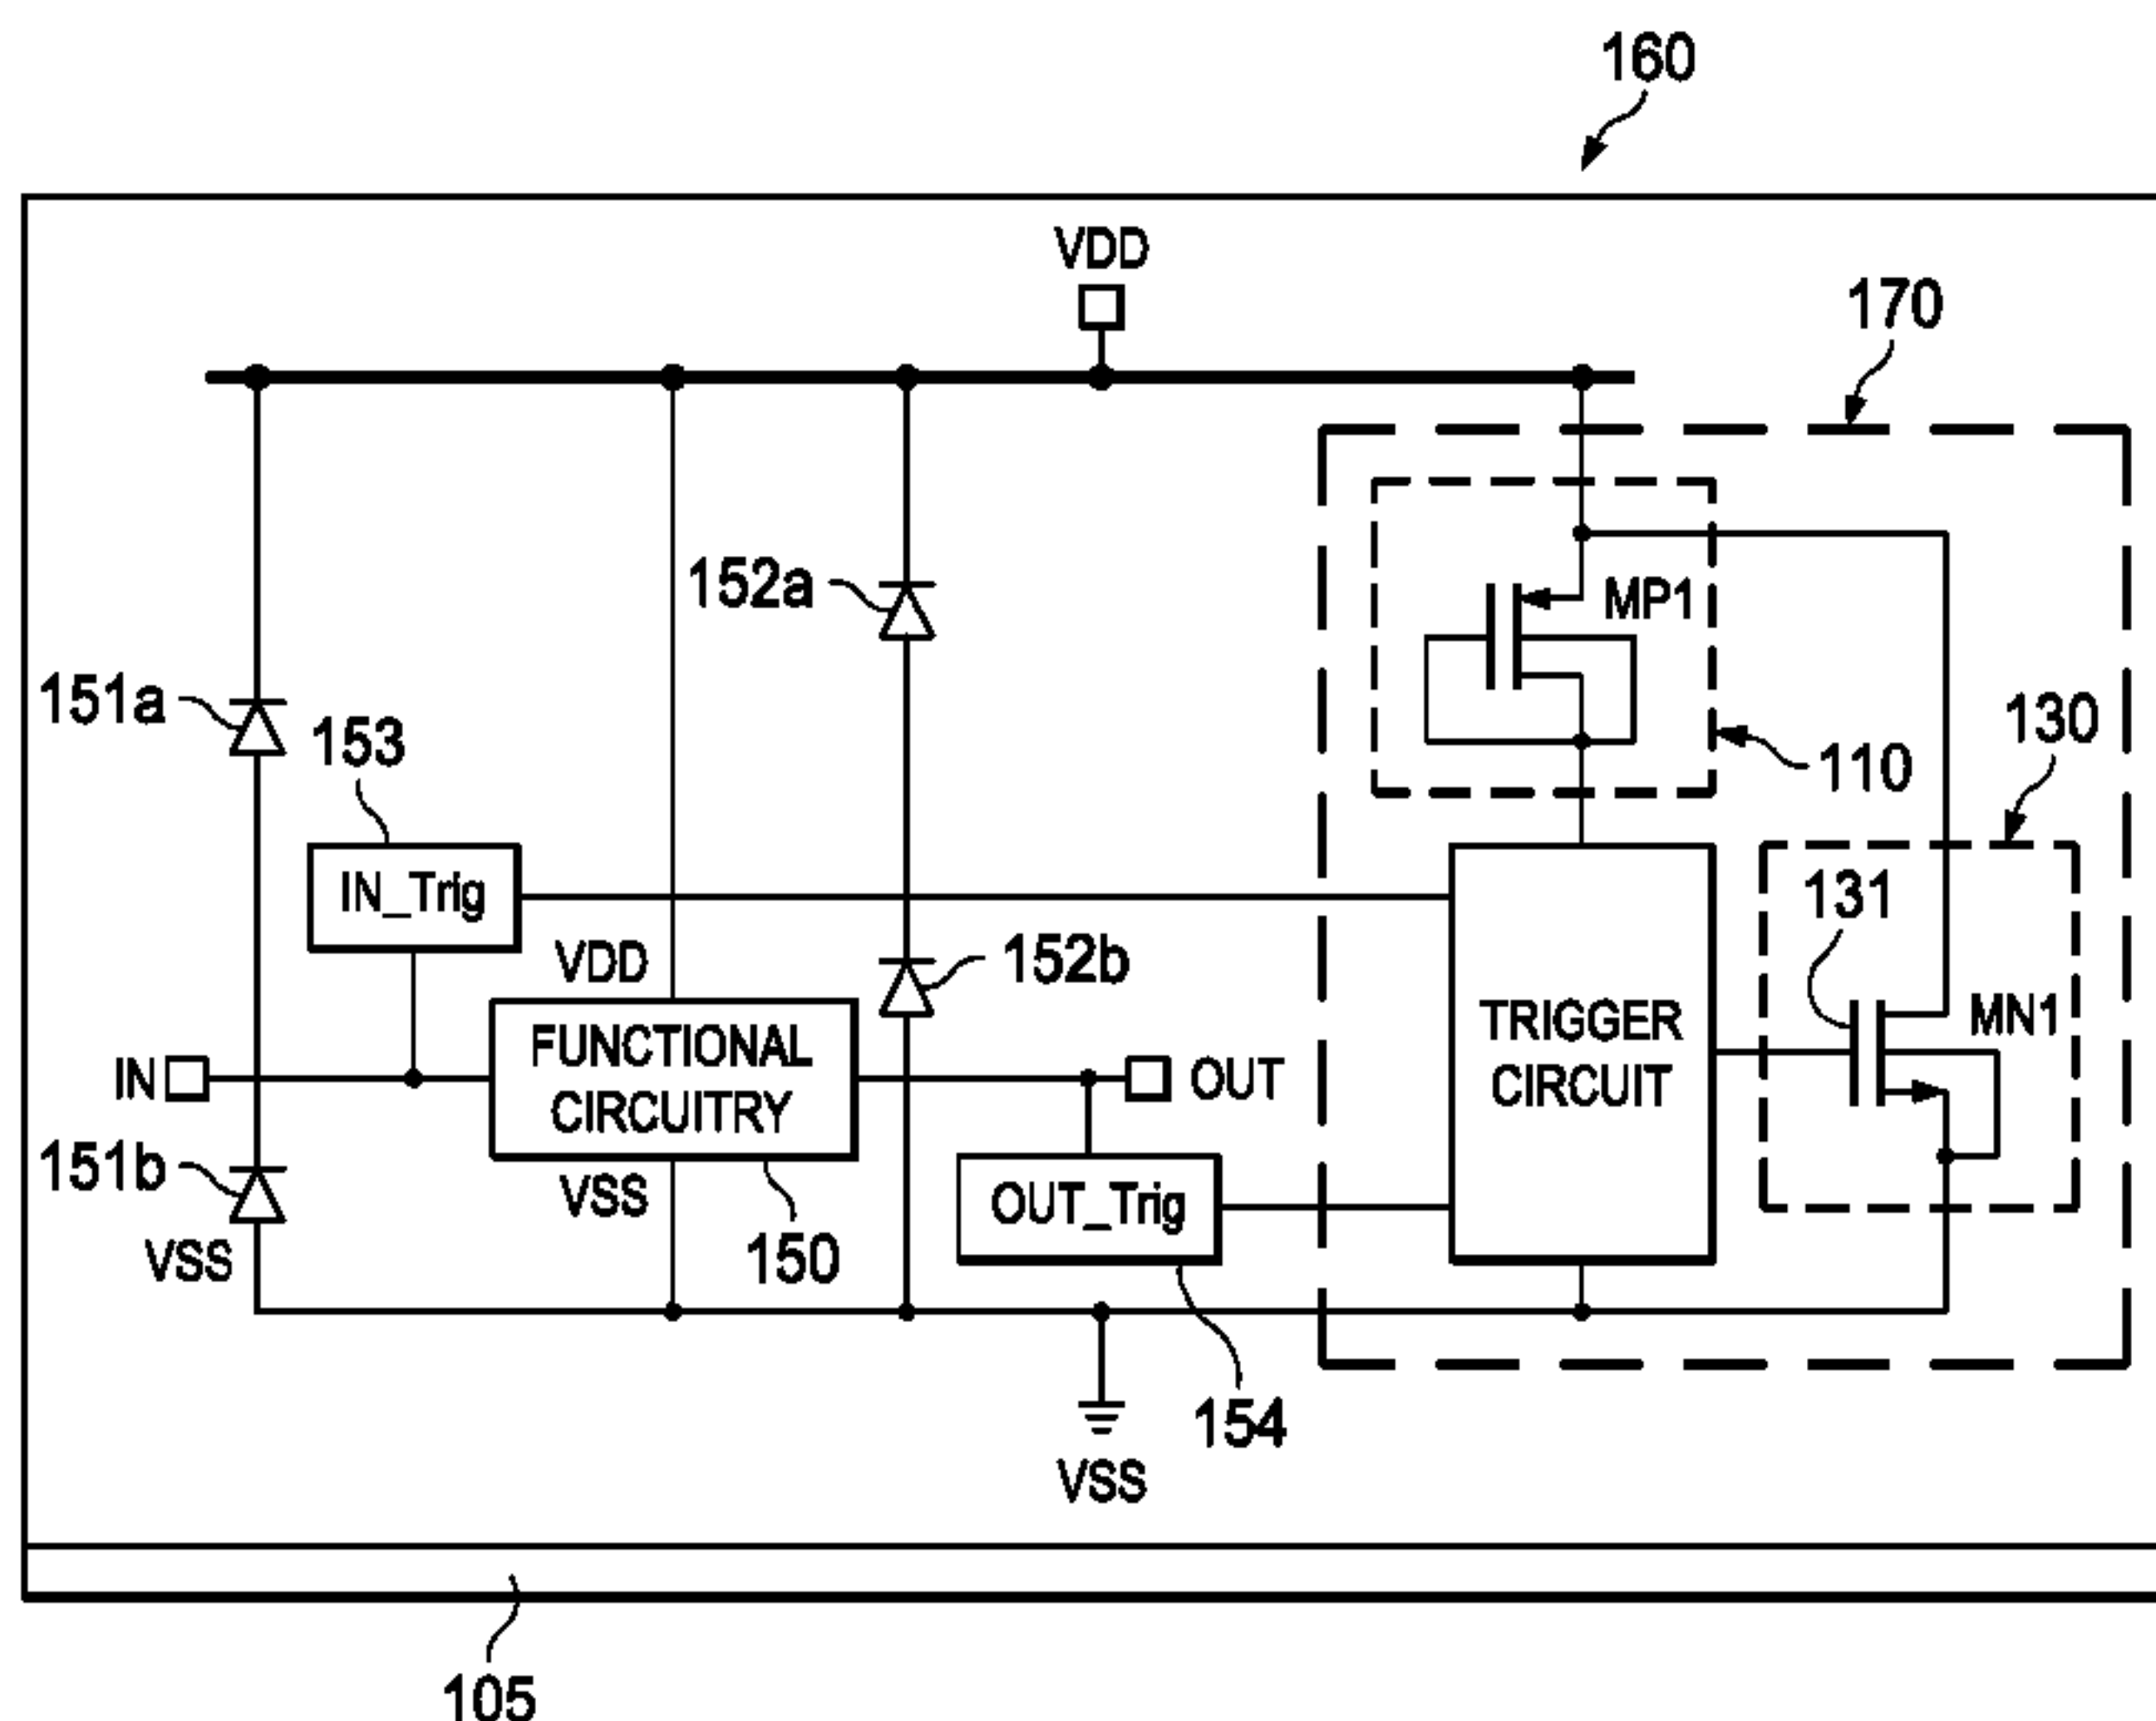 160
VDD
170
152a
MP1
151a
153
130
110
IN_Trig
131
VDD
152b
MN1
FUNCTIONAL
CIRCUITRY
TRIGGER
CIRCUIT
IN
OUT
151b
VSS
OUT_Trig
VSS
150
154
VSS
105